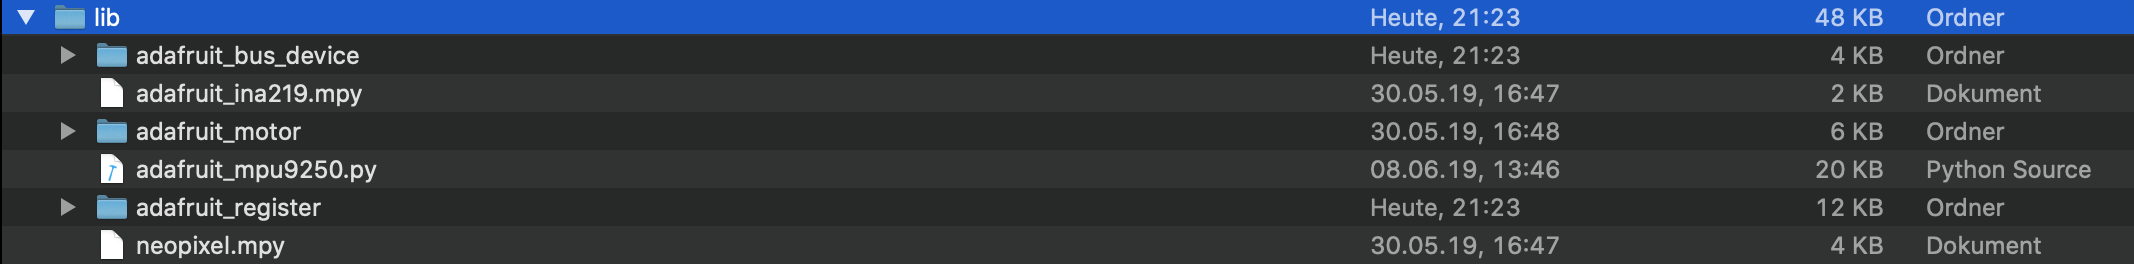 lib Heute, 21:23 48 KB Ordner
adafruit_bus_device Heute, 21:23 4 KB Ordner
adafruit_ina219.mpy 30.05.19, 16:47 2 KB Dokument
adafruit_motor 30.05.19, 16:48 6 KB Ordner
adafruit_mpu9250.py 08.06.19, 13:46 20 KB Python Source
adafruit_register Heute, 21:23 12 KB Ordner
neopixel.mpy 30.05.19, 16:47 4 KB Dokument